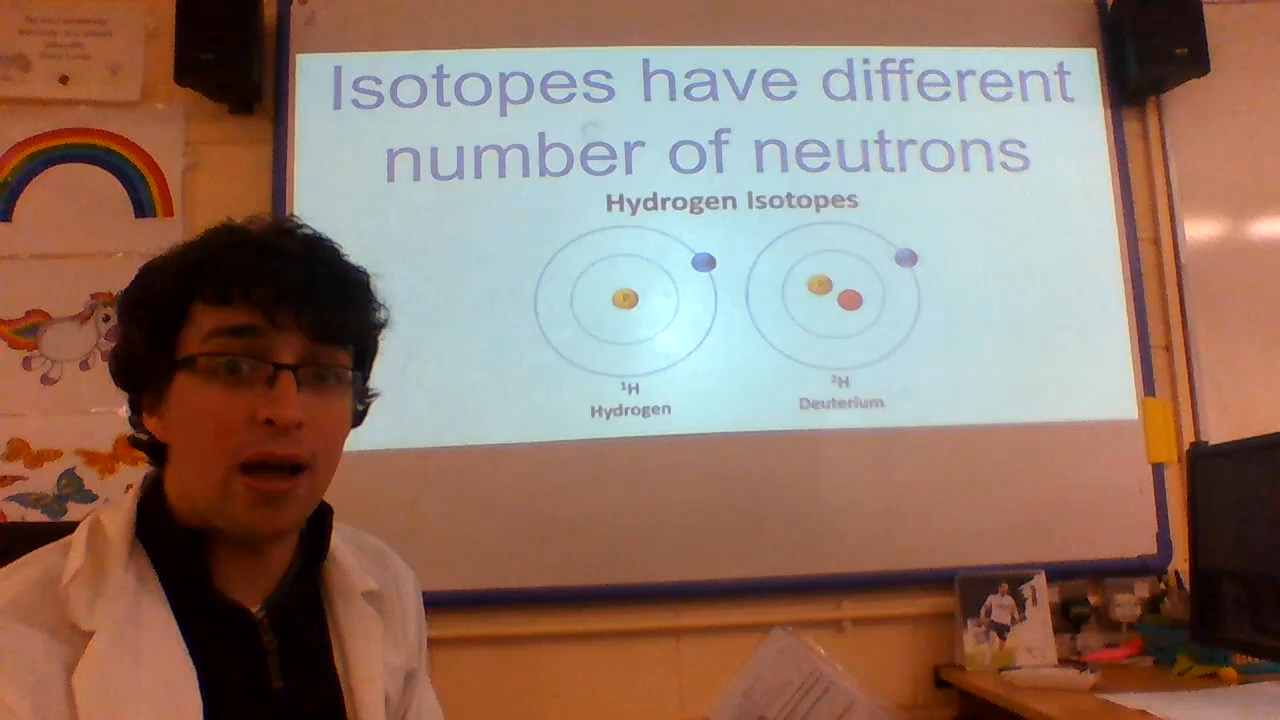 Isotopes have different
number of neutrons
Hydrogen Isotopes
P
P
¹H
²H
Hydrogen
Deuterium